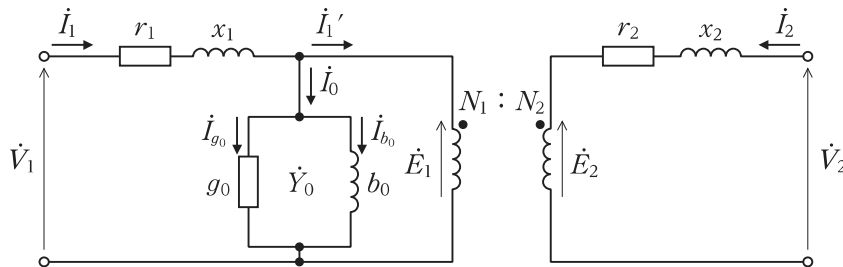 İ₁ r₁ x₁ İ₁′ r₂ x₂ İ₂
İ₀
N₁ : N₂
İg₀ İb₀
V̇₁ g₀ Ẏ₀ b₀ Ė₁ Ė₂ V̇₂